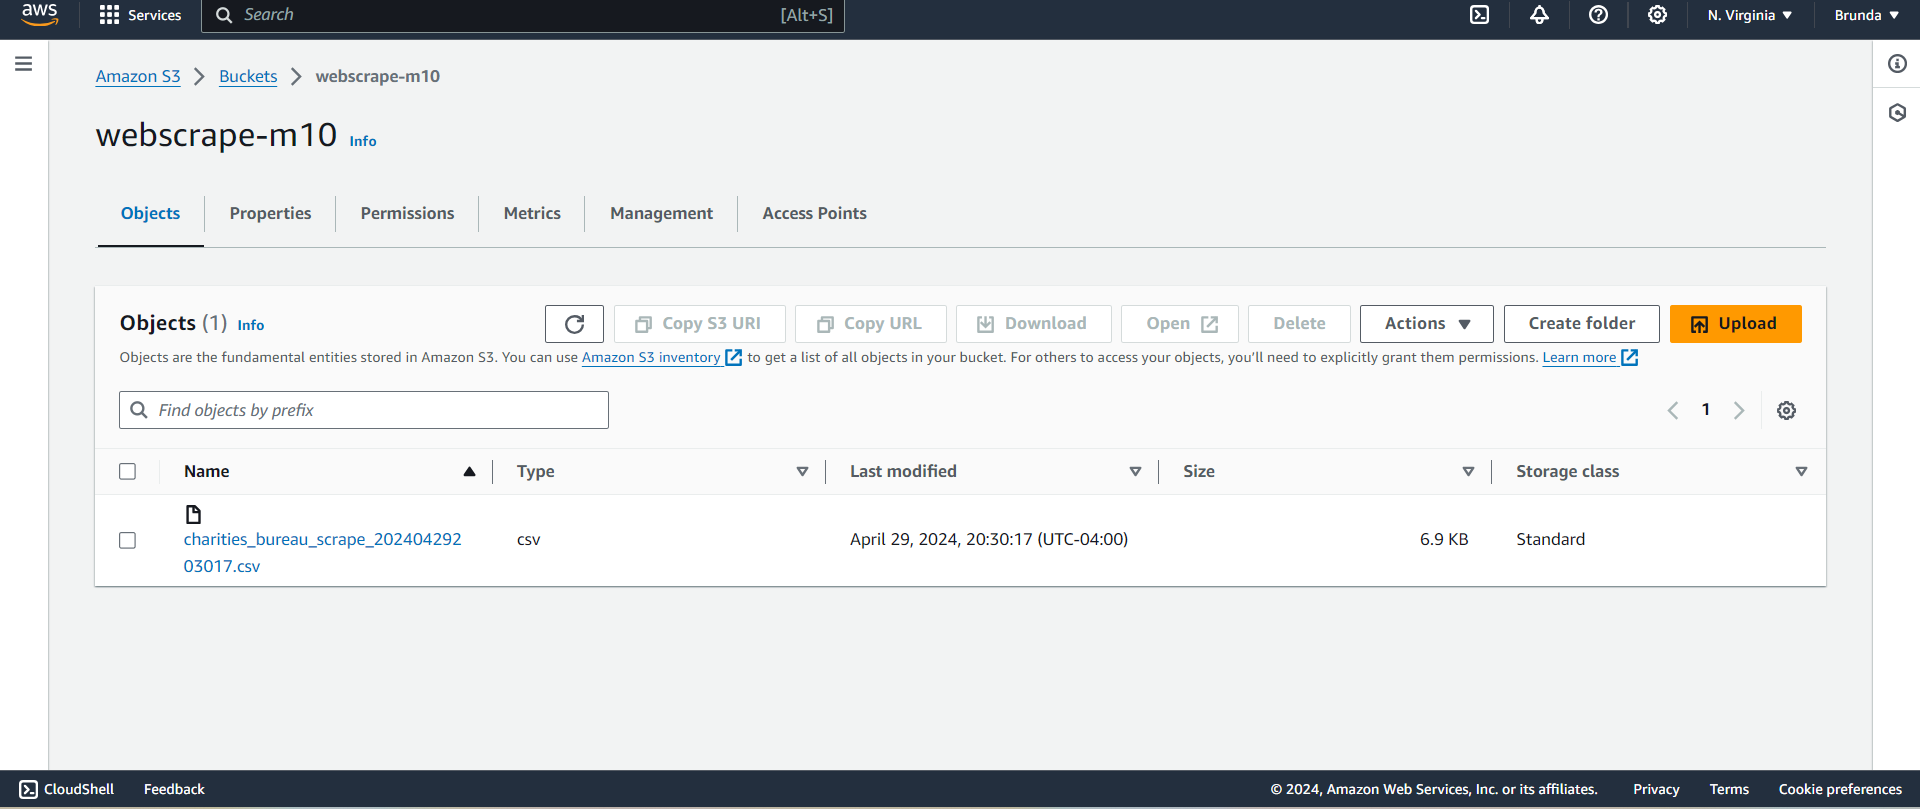 aws Services Search [Alt+S] N. Virginia Brunda
Amazon S3 Buckets webscrape-m10
webscrape-m10 Info
Objects Properties Permissions Metrics Management Access Points
Objects (1) Info Copy S3 URI Copy URL Download Open Delete Actions Create folder Upload
Objects are the fundamental entities stored in Amazon S3. You can use Amazon S3 inventory to get a list of all objects in your bucket. For others to access your objects, you’ll need to explicitly grant them permissions. Learn more
Find objects by prefix 1
Name Type Last modified Size Storage class
charities_bureau_scrape_202404292 csv April 29, 2024, 20:30:17 (UTC-04:00) 6.9 KB Standard
03017.csv
CloudShell Feedback © 2024, Amazon Web Services, Inc. or its affiliates. Privacy Terms Cookie preferences